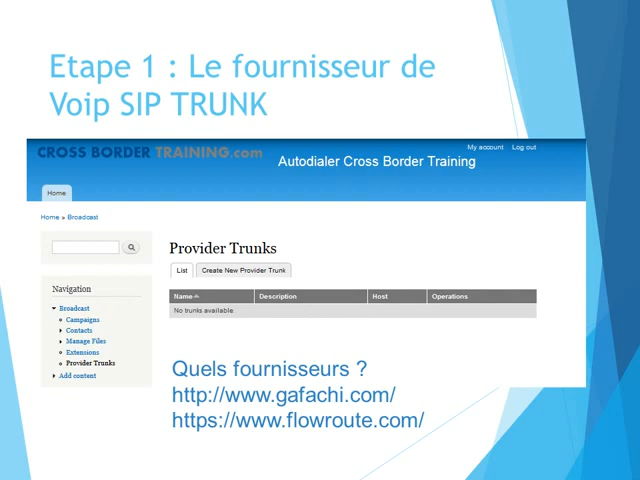 Etape 1 : Le fournisseur de
Voip SIP TRUNK
CROSS BORDER TRAINING.com
My account Log out
Autodialer Cross Border Training
Home
Home » Broadcast
Provider Trunks
List Create New Provider Trunk
Name Description Host Operations
No trunks available
Navigation
Broadcast
Campaigns
Contacts
Manage Files
Extensions
Provider Trunks
Add content
Quels fournisseurs ?
http://www.gafachi.com/
https://www.flowroute.com/